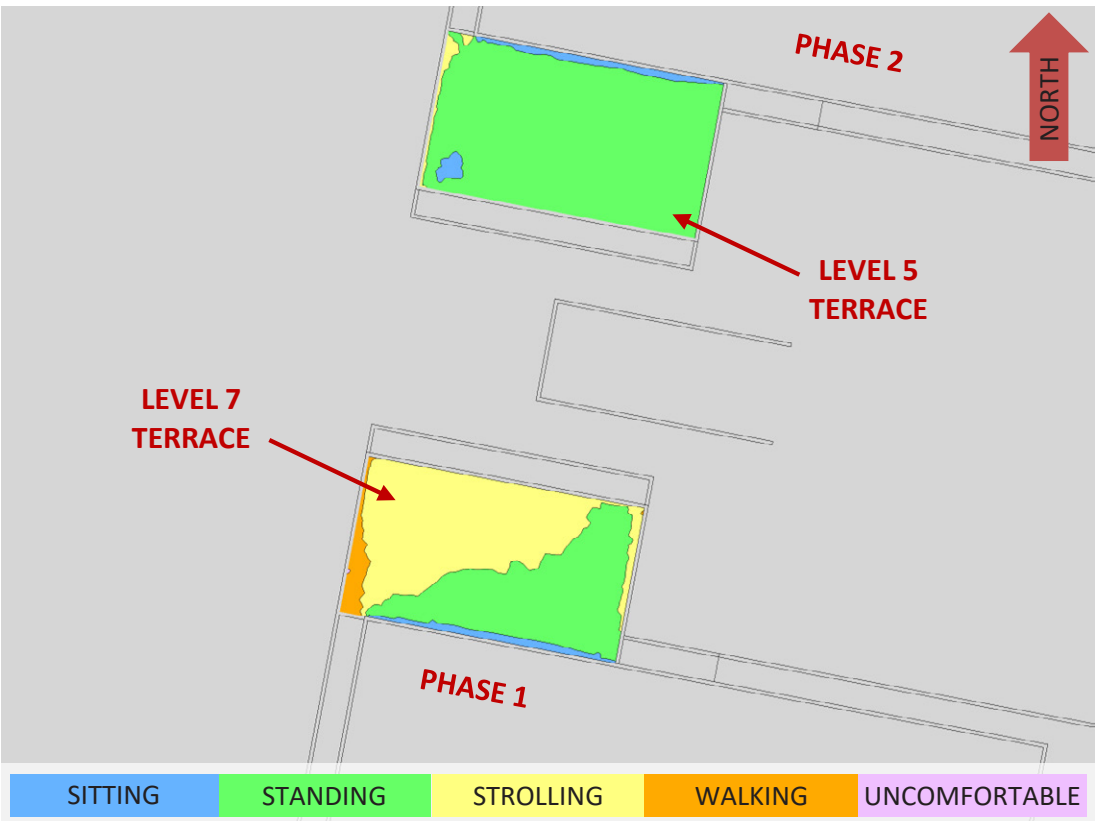 PHASE 2
NORTH
LEVEL 5
TERRACE
LEVEL 7
TERRACE
PHASE 1
SITTING STANDING STROLLING WALKING UNCOMFORTABLE